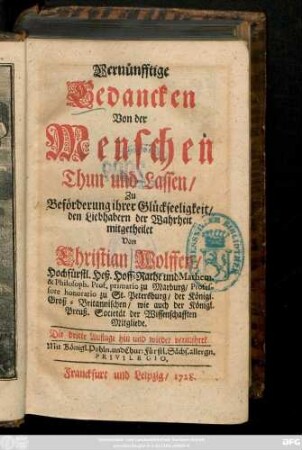 Vernünfftige
Gedancken
Von der
Menschen
Thun und Lassen/
Zu
Beförderung ihrer Glückseeligkeit/
den Liebhabern der Wahrheit
mitgetheilet
Von
Christian Wolffen/
Hochfürstl. Heß. Hoff-Rath und Mathem.
& Philosoph. Prof. primario zu Marburg/ Profes-
sore honorario zu St. Petersburg/ der Königl.
Groß-Britannischen/ wie auch der Königl.
Preuß. Societät der Wissenschafften
Mitgliede.
Die dritte Auflage hin und wieder vermehret.
Mit Königl. Pohln. und Chur-Fürstl. Sächs. allergn.
PRIVILEGIO.
Franckfurt und Leipzig/ 1728.